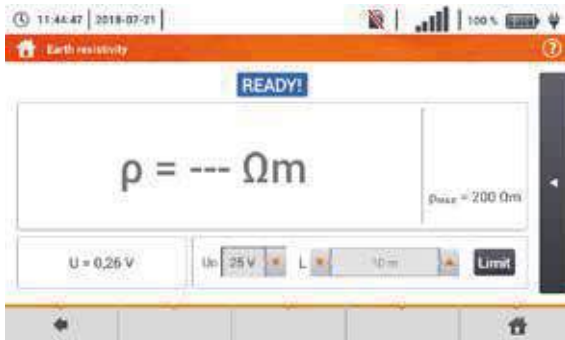 11:44:47 2018-07-21 100 %
Earth resistivity
READY!
ρ = --- Ωm
ρmax = 200 Ωm
U = 0,26 V Un 25 V L 10 m Limit